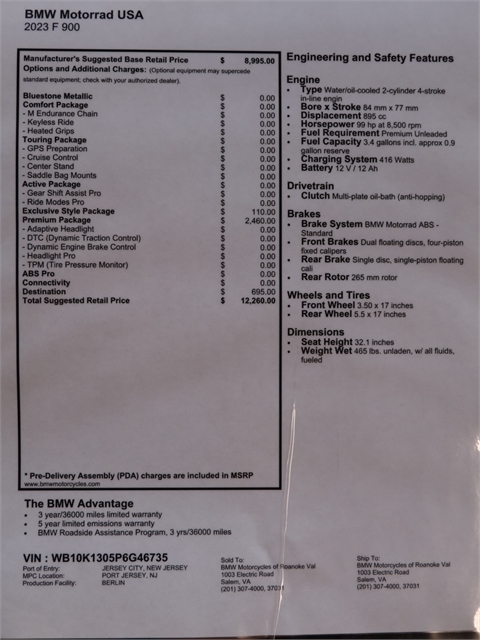 BMW Motorrad USA
2023 F 900
Manufacturer's Suggested Base Retail Price $ 8,995.00
Options and Additional Charges: (Optional equipment may supercede
standard equipment; check with your authorized dealer).
Bluestone Metallic $ 0.00
Comfort Package $ 0.00
- M Endurance Chain $ 0.00
- Keyless Ride $ 0.00
- Heated Grips $ 0.00
Touring Package $ 0.00
- GPS Preparation $ 0.00
- Cruise Control $ 0.00
- Center Stand $ 0.00
- Saddle Bag Mounts $ 0.00
Active Package $ 0.00
- Gear Shift Assist Pro $ 0.00
- Ride Modes Pro $ 0.00
Exclusive Style Package $ 110.00
Premium Package $ 2,460.00
- Adaptive Headlight $ 0.00
- DTC (Dynamic Traction Control) $ 0.00
- Dynamic Engine Brake Control $ 0.00
- Headlight Pro $ 0.00
- TPM (Tire Pressure Monitor) $ 0.00
ABS Pro $ 0.00
Connectivity $ 0.00
Destination $ 695.00
Total Suggested Retail Price $ 12,260.00
* Pre-Delivery Assembly (PDA) charges are included in MSRP
www.bmwmotorcycles.com
Engineering and Safety Features
Engine
• Type Water/oil-cooled 2-cylinder 4-stroke
in-line engin
• Bore x Stroke 84 mm x 77 mm
• Displacement 895 cc
• Horsepower 99 hp at 8,500 rpm
• Fuel Requirement Premium Unleaded
• Fuel Capacity 3.4 gallons incl. approx 0.9
gallon reserve
• Charging System 416 Watts
• Battery 12 V / 12 Ah
Drivetrain
• Clutch Multi-plate oil-bath (anti-hopping)
Brakes
• Brake System BMW Motorrad ABS -
Standard
• Front Brakes Dual floating discs, four-piston
fixed calipers
• Rear Brake Single disc, single-piston floating
cali
• Rear Rotor 265 mm rotor
Wheels and Tires
• Front Wheel 3.50 x 17 inches
• Rear Wheel 5.5 x 17 inches
Dimensions
• Seat Height 32.1 inches
• Weight Wet 465 lbs. unladen, w/ all fluids,
fueled
The BMW Advantage
• 3 year/36000 miles limited warranty
• 5 year limited emissions warranty
• BMW Roadside Assistance Program, 3 yrs/36000 miles
VIN : WB10K1305P6G46735
Port of Entry: JERSEY CITY, NEW JERSEY
MPC Location: PORT JERSEY, NJ
Production Facility: BERLIN
Sold To:
BMW Motorcycles of Roanoke Val
1003 Electric Road
Salem, VA
(201) 307-4000, 37031
Ship To:
BMW Motorcycles of Roanoke Val
1003 Electric Road
Salem, VA
(201) 307-4000, 37031